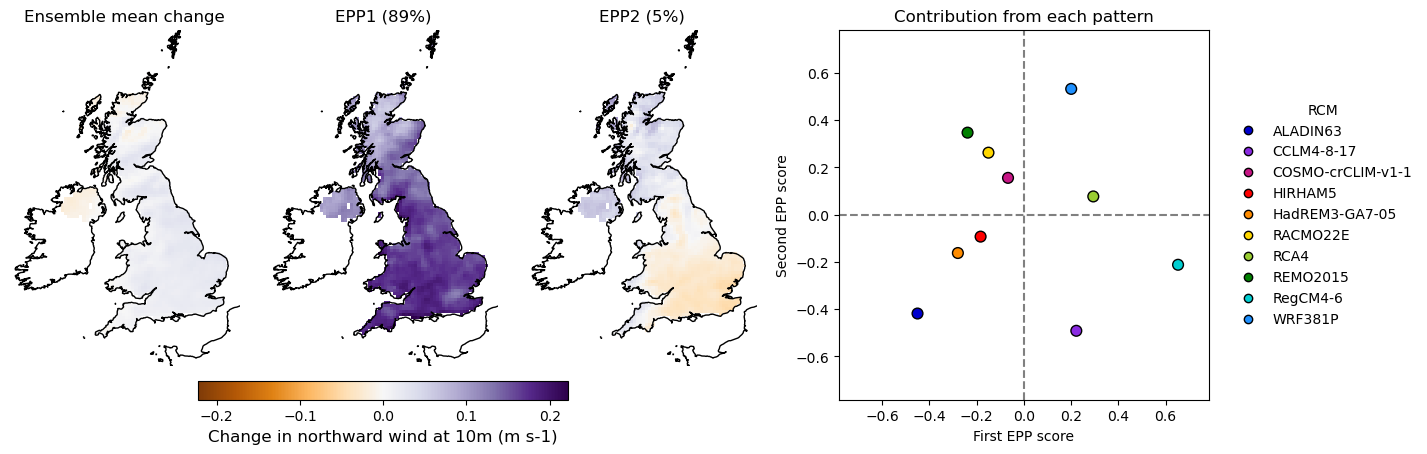 Ensemble mean change
EPP1 (89%)
EPP2 (5%)
Contribution from each pattern
−0.2
−0.1
0.0
0.1
0.2
Change in northward wind at 10m (m s-1)
Second EPP score
0.6
0.4
0.2
0.0
−0.2
−0.4
−0.6
−0.6
−0.4
−0.2
0.0
0.2
0.4
0.6
First EPP score
RCM
ALADIN63
CCLM4-8-17
COSMO-crCLIM-v1-1
HIRHAM5
HadREM3-GA7-05
RACMO22E
RCA4
REMO2015
RegCM4-6
WRF381P